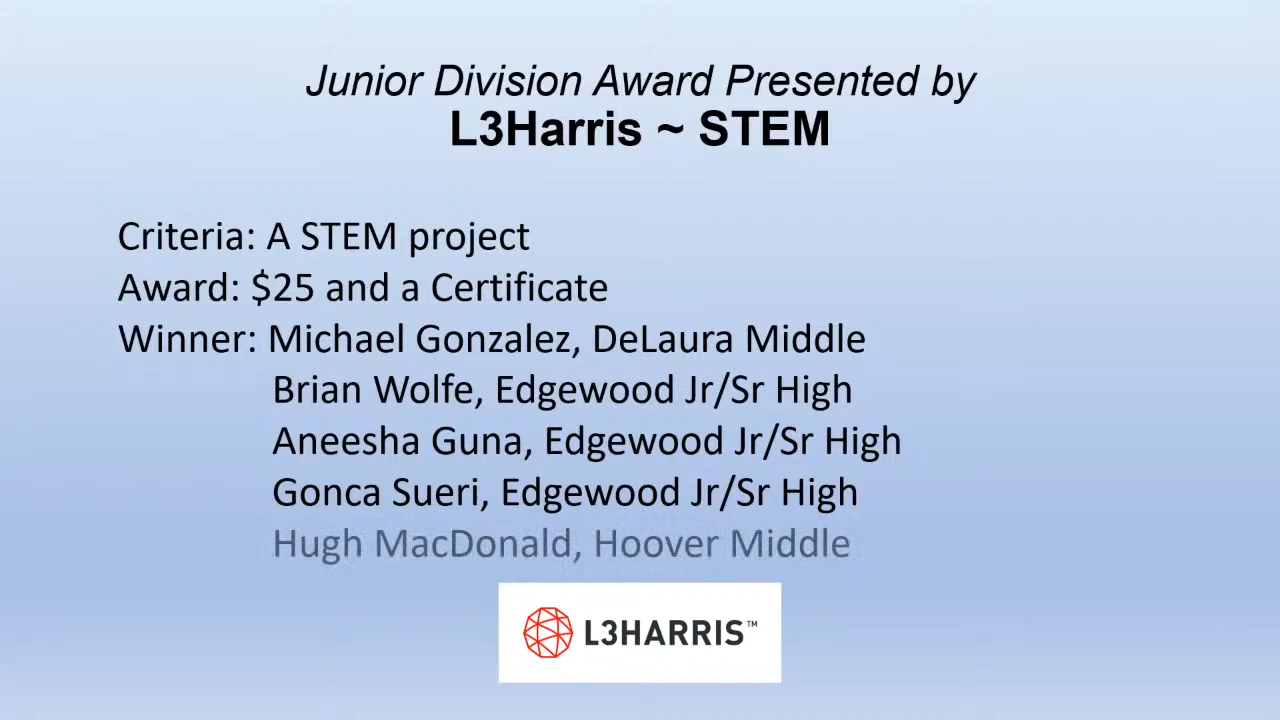 Junior Division Award Presented by
L3Harris ~ STEM
Criteria: A STEM project
Award: $25 and a Certificate
Winner: Michael Gonzalez, DeLaura Middle
Brian Wolfe, Edgewood Jr/Sr High
Aneesha Guna, Edgewood Jr/Sr High
Gonca Sueri, Edgewood Jr/Sr High
Hugh MacDonald, Hoover Middle
L3HARRIS™